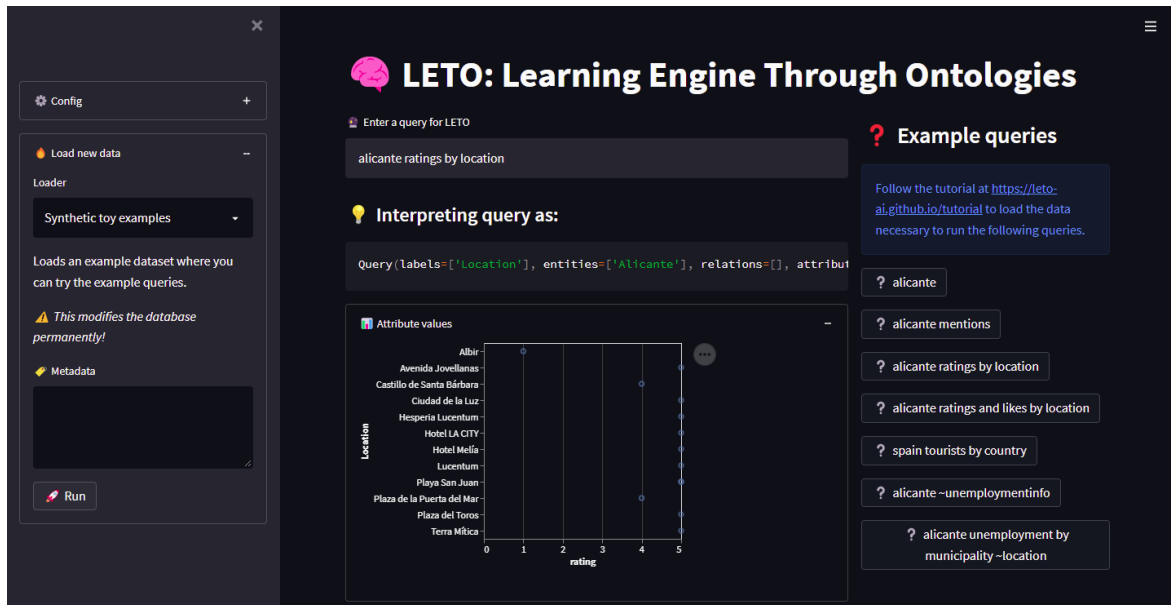 Config
Load new data
Loader
Synthetic toy examples
Loads an example dataset where you
can try the example queries.
This modifies the database
permanently!
Metadata
Run
LETO: Learning Engine Through Ontologies
Enter a query for LETO
alicante ratings by location
Interpreting query as:
Query(labels=['Location'], entities=['Alicante'], relations=[], attribut
Attribute values
Location
Albir
Avenida Jovellanas
Castillo de Santa Bárbara
Ciudad de la Luz
Hesperia Lucentum
Hotel LA CITY
Hotel Melía
Lucentum
Playa San Juan
Plaza de la Puerta del Mar
Plaza del Toros
Terra Mítica
0 1 2 3 4 5
rating
Example queries
Follow the tutorial at https://leto-
ai.github.io/tutorial to load the data
necessary to run the following queries.
? alicante
? alicante mentions
? alicante ratings by location
? alicante ratings and likes by location
? spain tourists by country
? alicante ~unemploymentinfo
? alicante unemployment by
municipality ~location